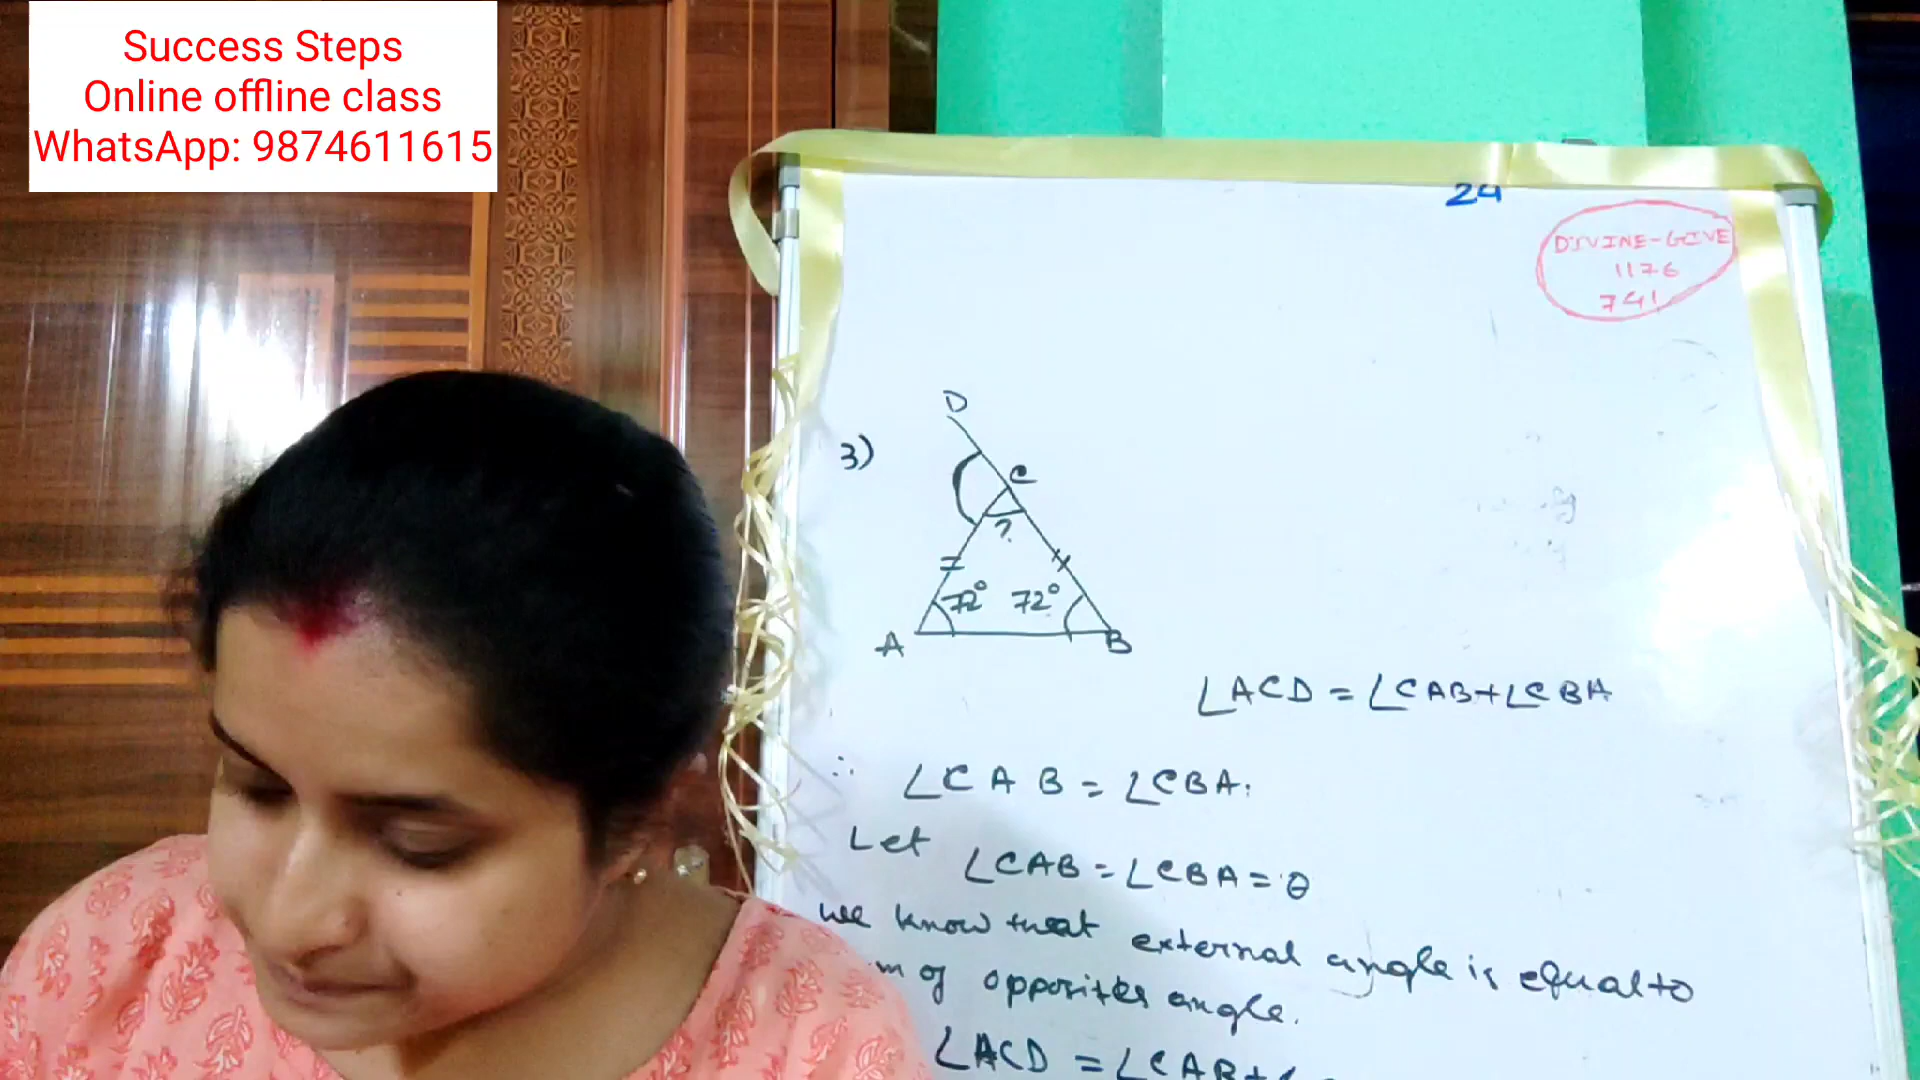 Success Steps
Online offline class
WhatsApp: 9874611615
24
DIVINE-GIVE
1176
741
3)
D
C
?
72° 72°
A B
∠ACD = ∠CAB+∠CBA
∴ ∠CAB = ∠CBA.
Let ∠CAB = ∠CBA = θ
we know that external angle is equal to
of opposites angle.
∠ACD = ∠CAB+